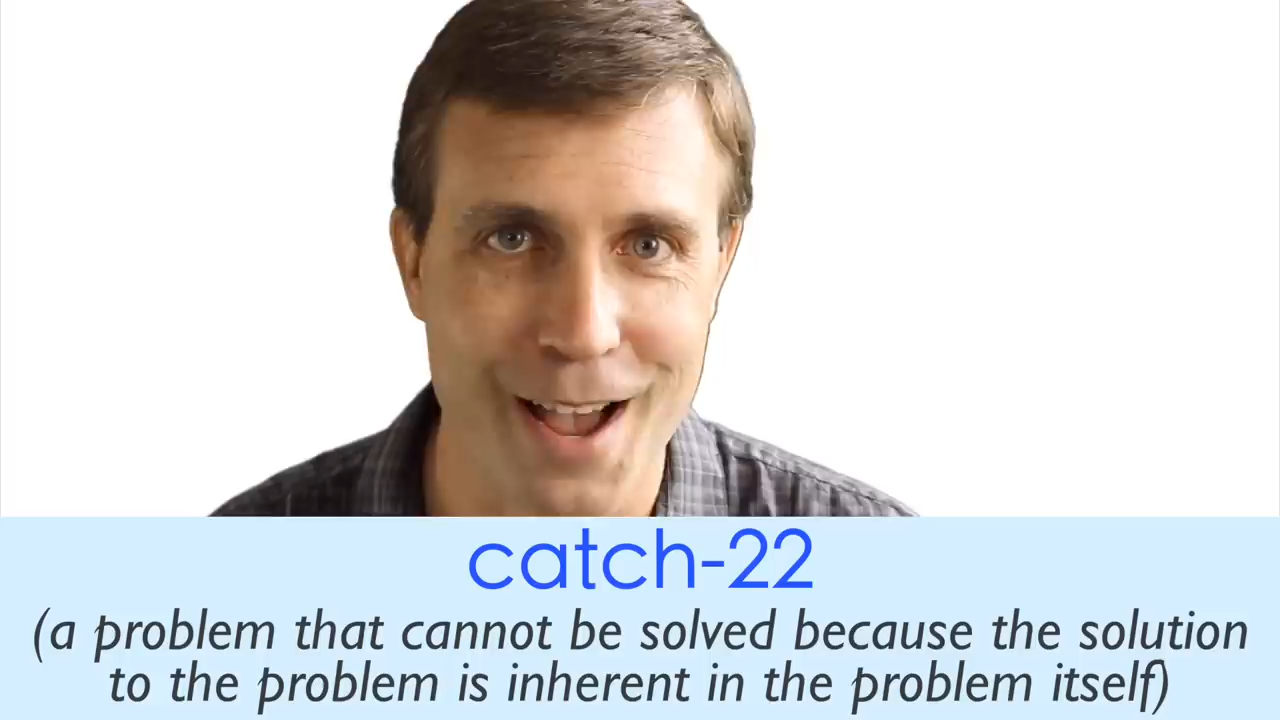 catch-22
(a problem that cannot be solved because the solution
to the problem is inherent in the problem itself)